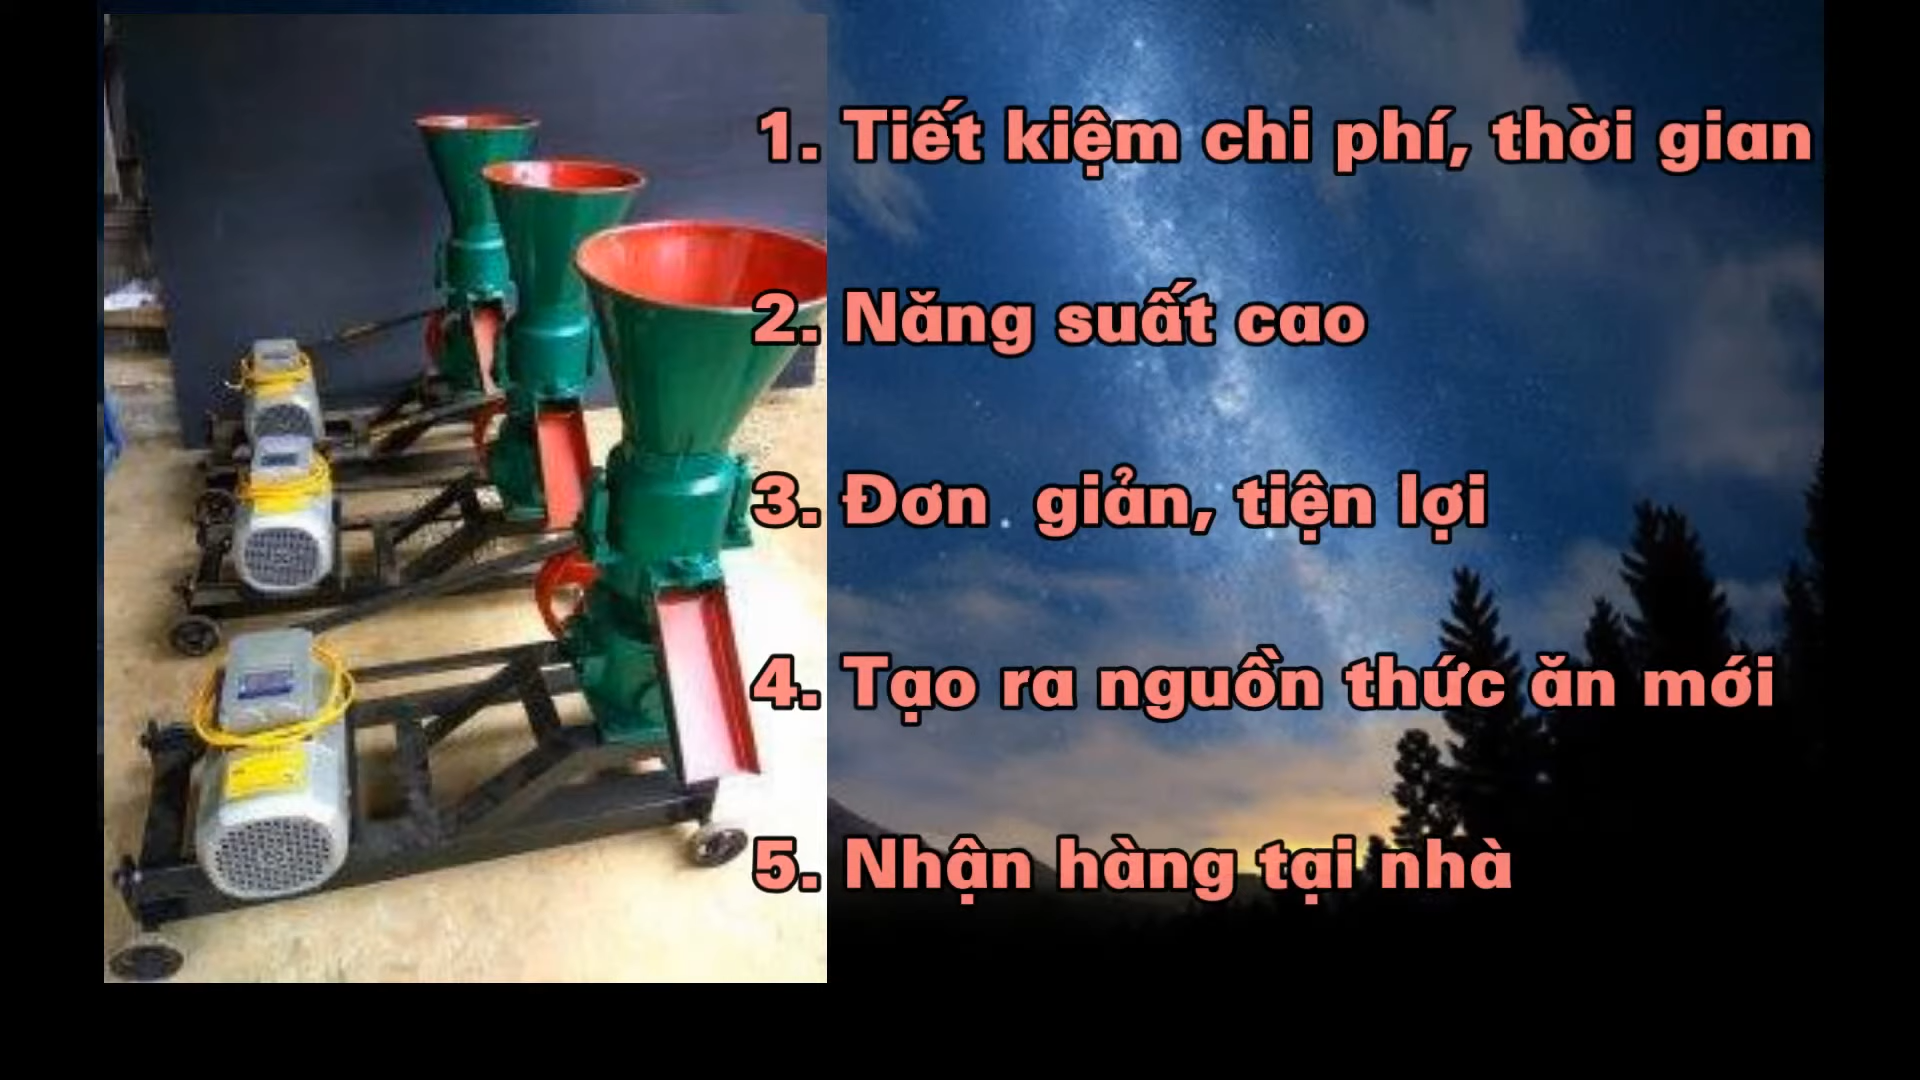 1. Tiết kiệm chi phí, thời gian
2. Năng suất cao
3. Đơn giản, tiện lợi
4. Tạo ra nguồn thức ăn mới
5. Nhận hàng tại nhà